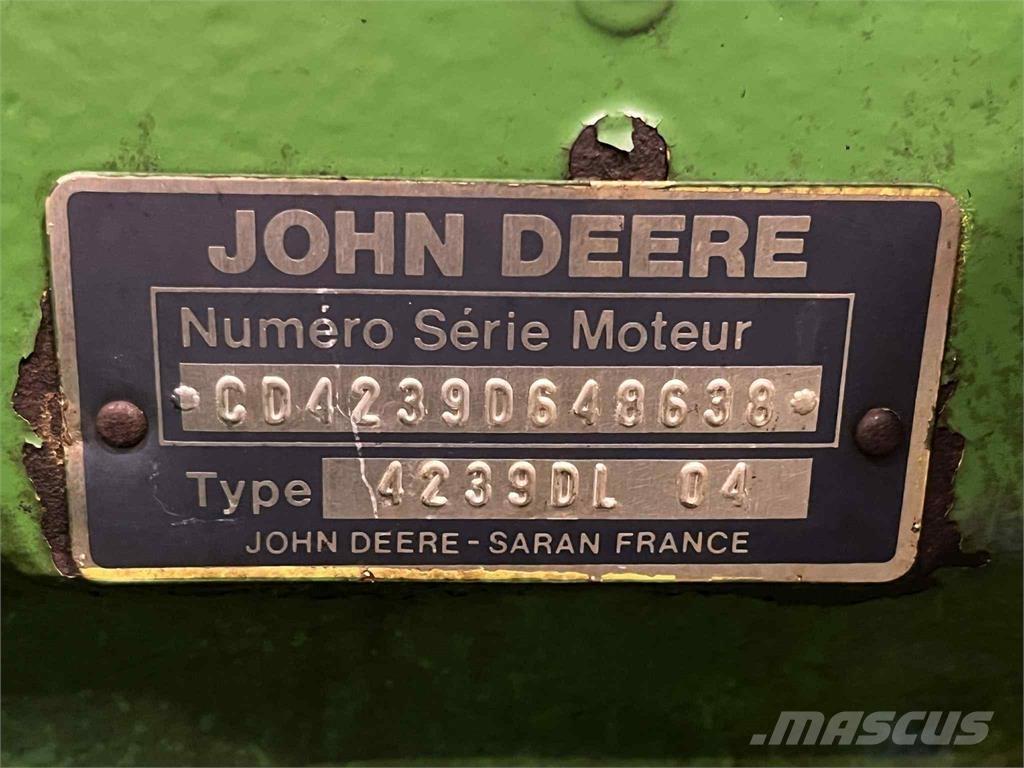 JOHN DEERE
Numéro Série Moteur
*CD4239D648638*
Type 4239DL 04
JOHN DEERE - SARAN FRANCE
MASCUS